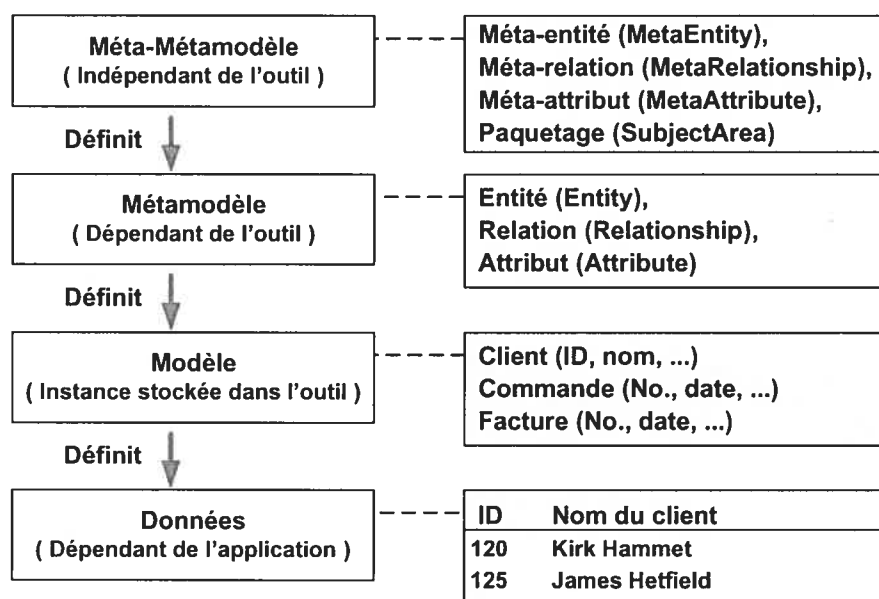 Méta-Métamodèle
( Indépendant de l'outil )
Méta-entité (MetaEntity),
Méta-relation (MetaRelationship),
Méta-attribut (MetaAttribute),
Paquetage (SubjectArea)
Définit
Métamodèle
( Dépendant de l'outil )
Entité (Entity),
Relation (Relationship),
Attribut (Attribute)
Définit
Modèle
( Instance stockée dans l'outil )
Client (ID, nom, ...)
Commande (No., date, ...)
Facture (No., date, ...)
Définit
Données
( Dépendant de l'application )
ID Nom du client
120 Kirk Hammet
125 James Hetfield